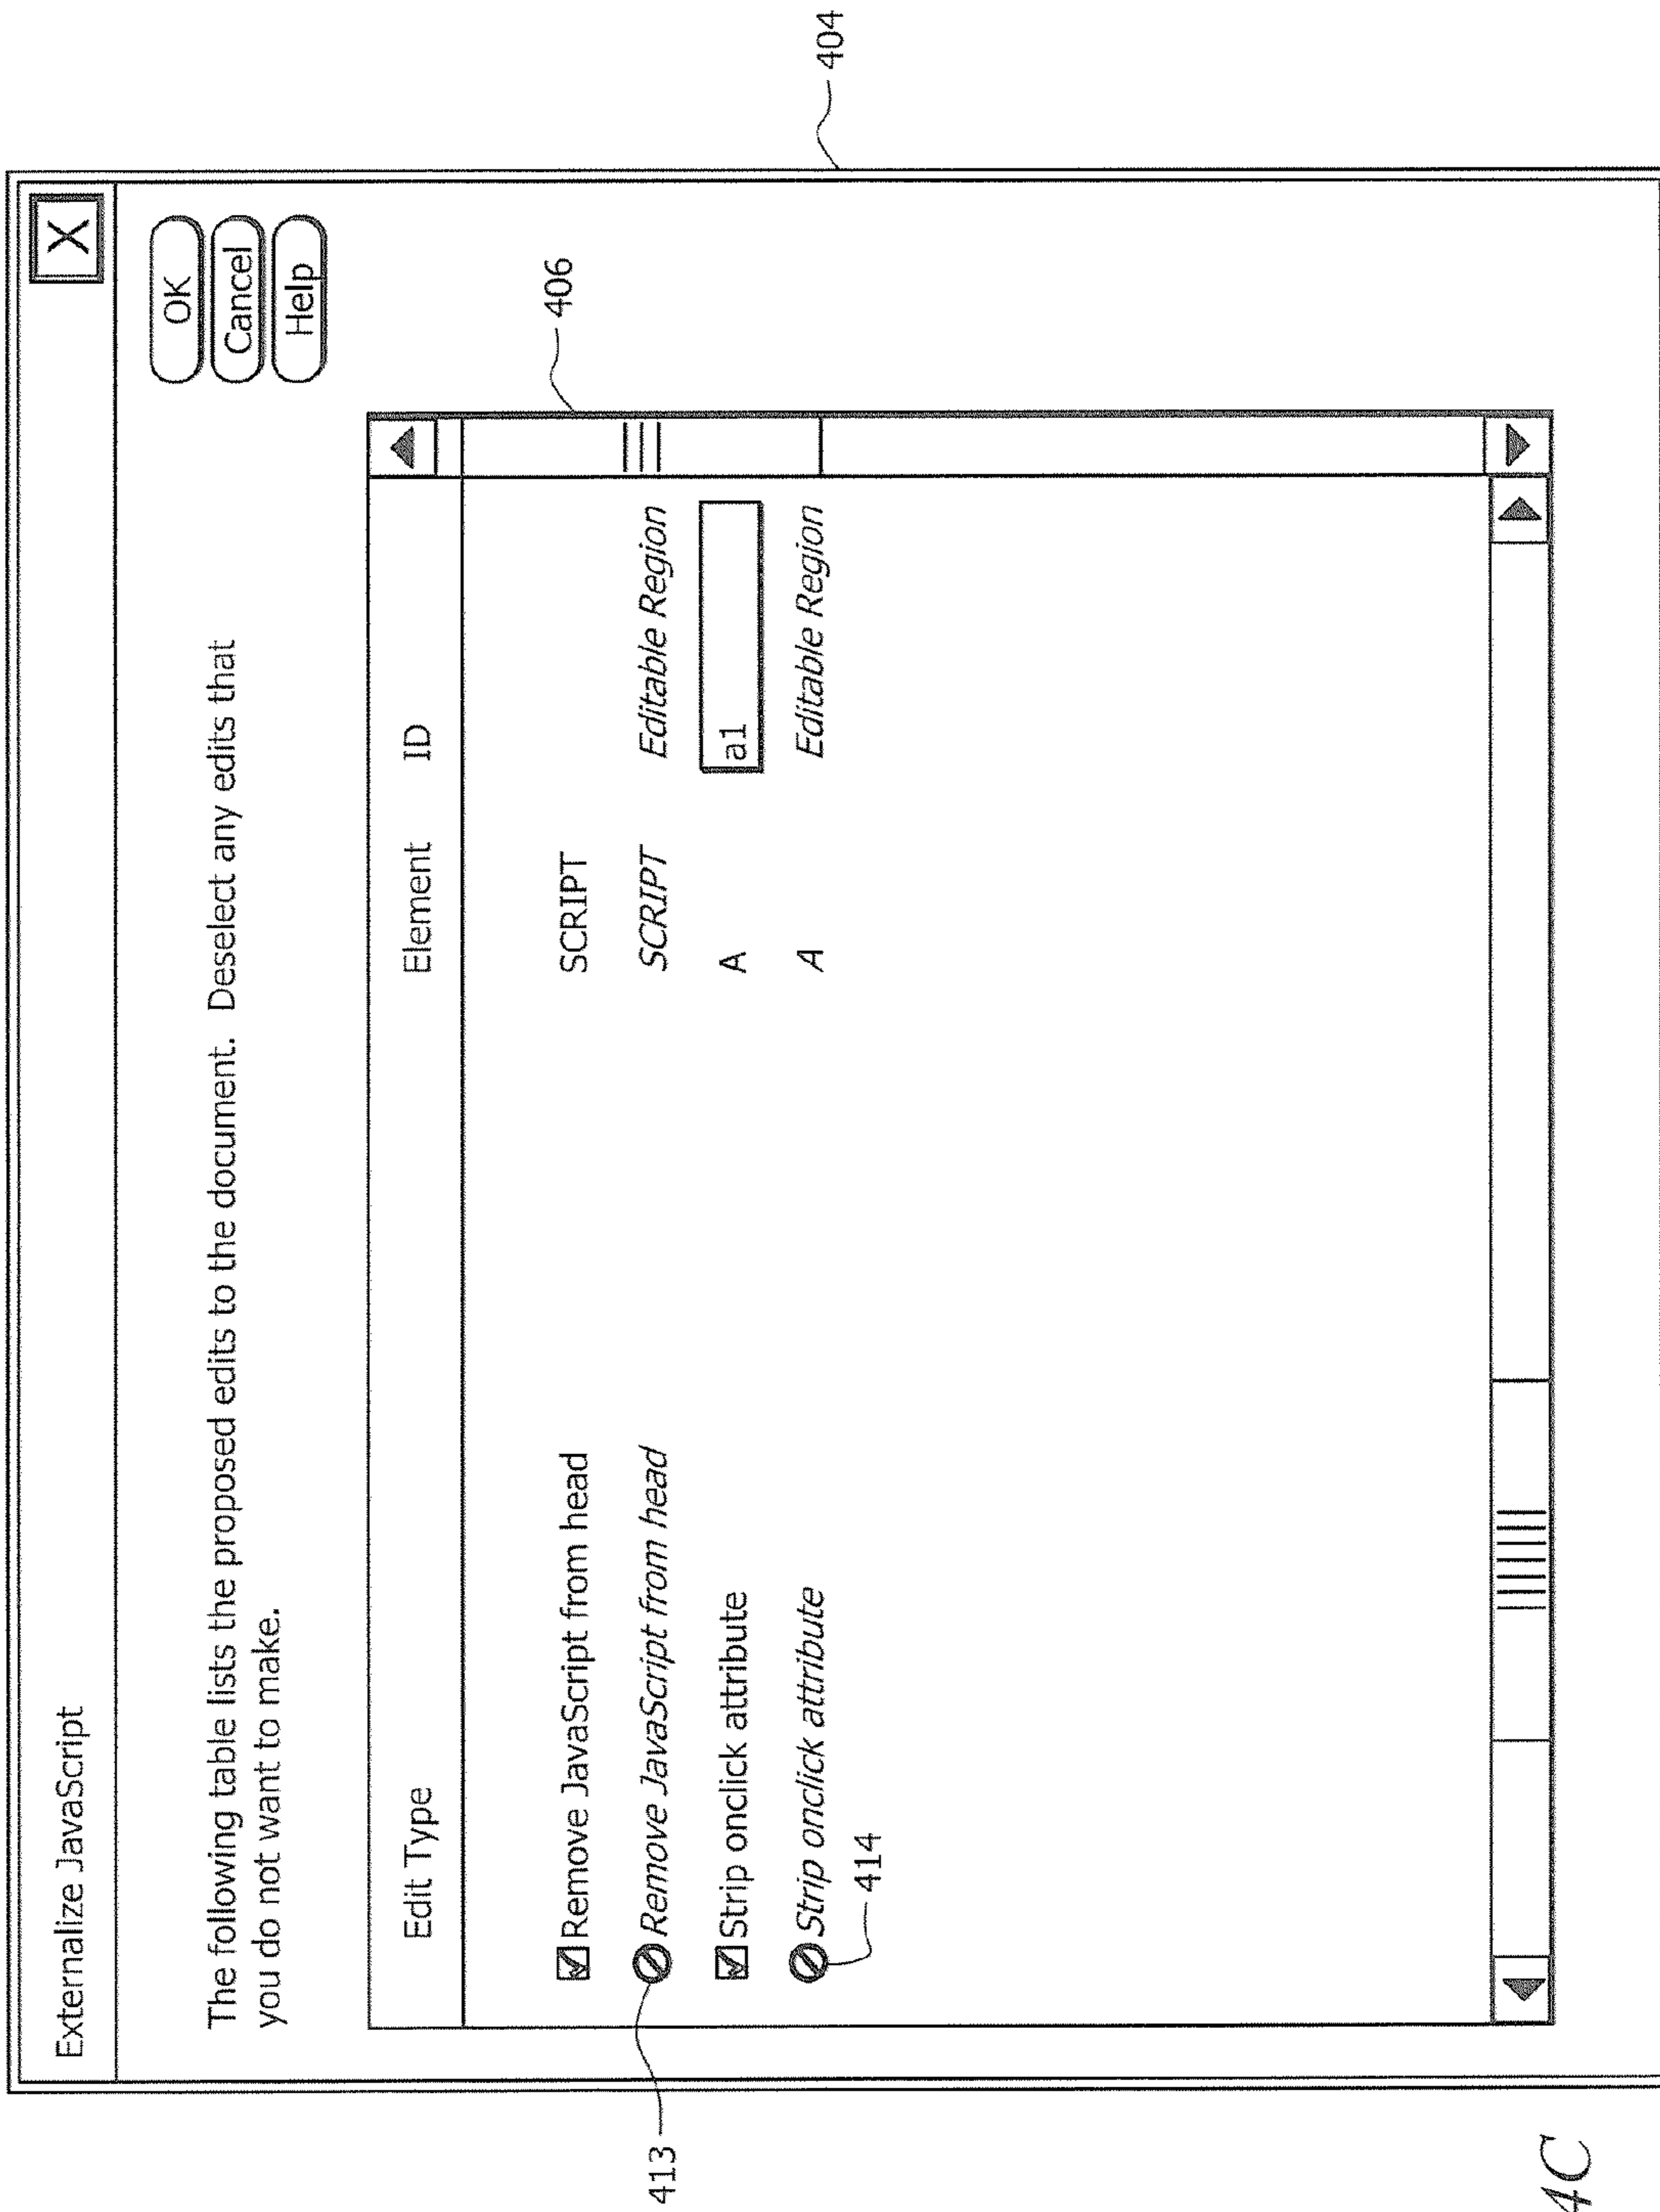 Externalize JavaScript X
The following table lists the proposed edits to the document. Deselect any edits that
you do not want to make.
OK
Cancel
Help
Edit Type Element ID
Remove JavaScript from head SCRIPT
Remove JavaScript from head SCRIPT Editable Region
Strip onclick attribute A a1
Strip onclick attribute A Editable Region
404
406
413
414
4C